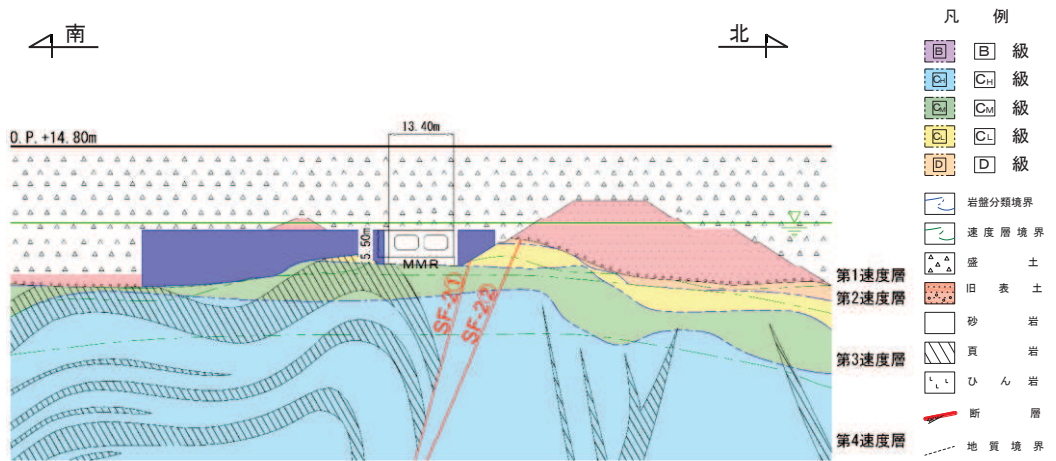 南
北
O.P.+14.80m
13.40m
5.50m
MMR
SF-2(1)
SF-2(2)
第1速度層
第2速度層
第3速度層
第4速度層
凡 例
B B 級
CH CH 級
CM CM 級
CL CL 級
D D 級
岩盤分類境界
速度層境界
盛 土
旧 表 土
砂 岩
頁 岩
ひ ん 岩
断 層
地 質 境 界